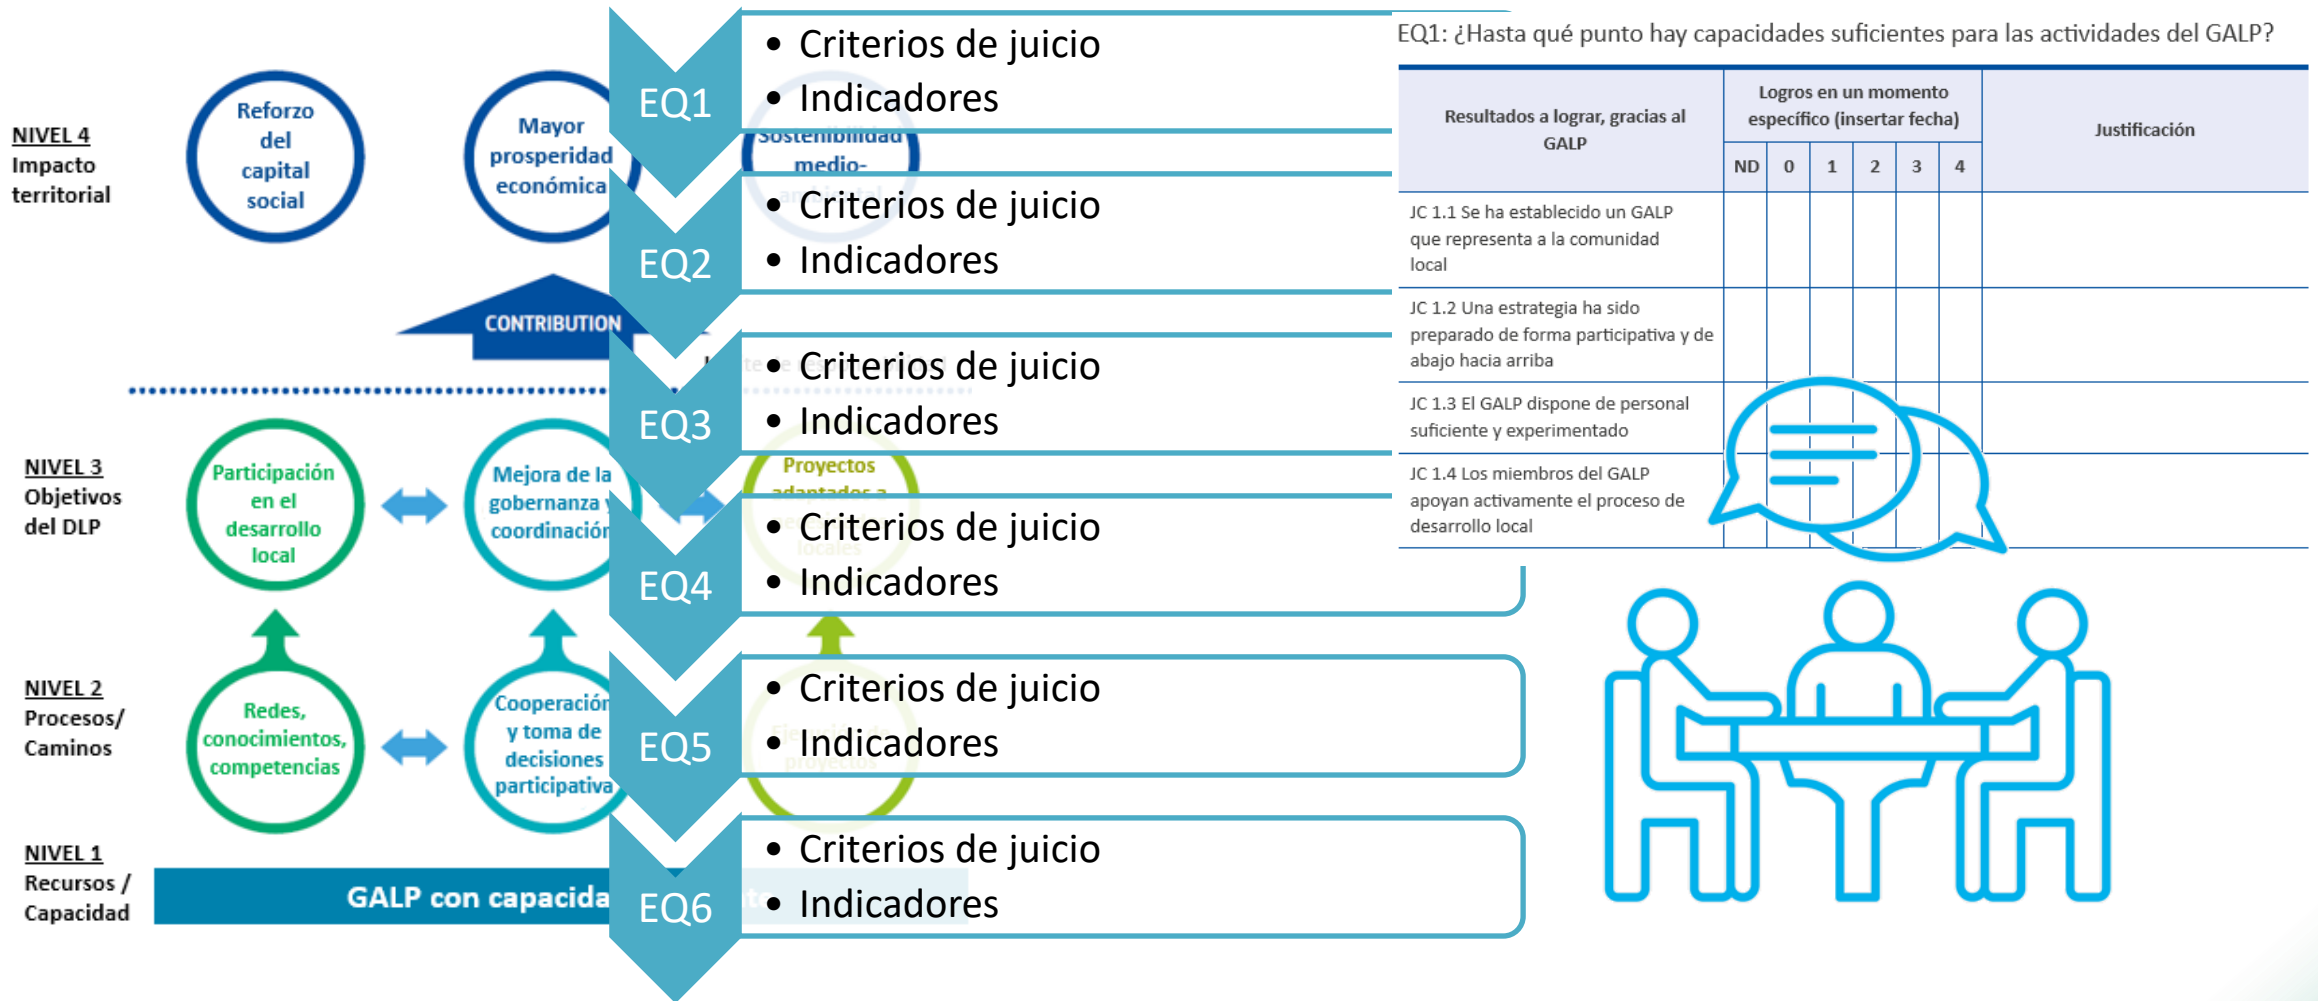 NIVEL 4
Impacto
territorial
Reforzo
del
capital
social
Mayor
prosperidad
económica
Sostenibilidad
medio-
CONTRIBUTION
NIVEL 3
Objetivos
del DLP
Participación
en el
desarrollo
local
Mejora de la
gobernanza y
coordinación
Proyectos
adaptados a
locales
NIVEL 2
Procesos/
Caminos
Redes,
conocimientos,
competencias
Cooperación
y toma de
decisiones
participativa
proyectos
NIVEL 1
Recursos /
Capacidad
GALP con
EQ1
• Criterios de juicio
• Indicadores
EQ2
• Criterios de juicio
• Indicadores
EQ3
• Criterios de juicio
• Indicadores
EQ4
• Criterios de juicio
• Indicadores
EQ5
• Criterios de juicio
• Indicadores
EQ6
• Criterios de juicio
• Indicadores
EQ1: ¿Hasta qué punto hay capacidades suficientes para las actividades del GALP?
Resultados a lograr, gracias al
GALP
Logros en un momento
específico (insertar fecha)
Justificación
ND 0 1 2 3 4
JC 1.1 Se ha establecido un GALP
que representa a la comunidad
local
JC 1.2 Una estrategia ha sido
preparado de forma participativa y de
abajo hacia arriba
JC 1.3 El GALP dispone de personal
suficiente y experimentado
JC 1.4 Los miembros del GALP
apoyan activamente el proceso de
desarrollo local